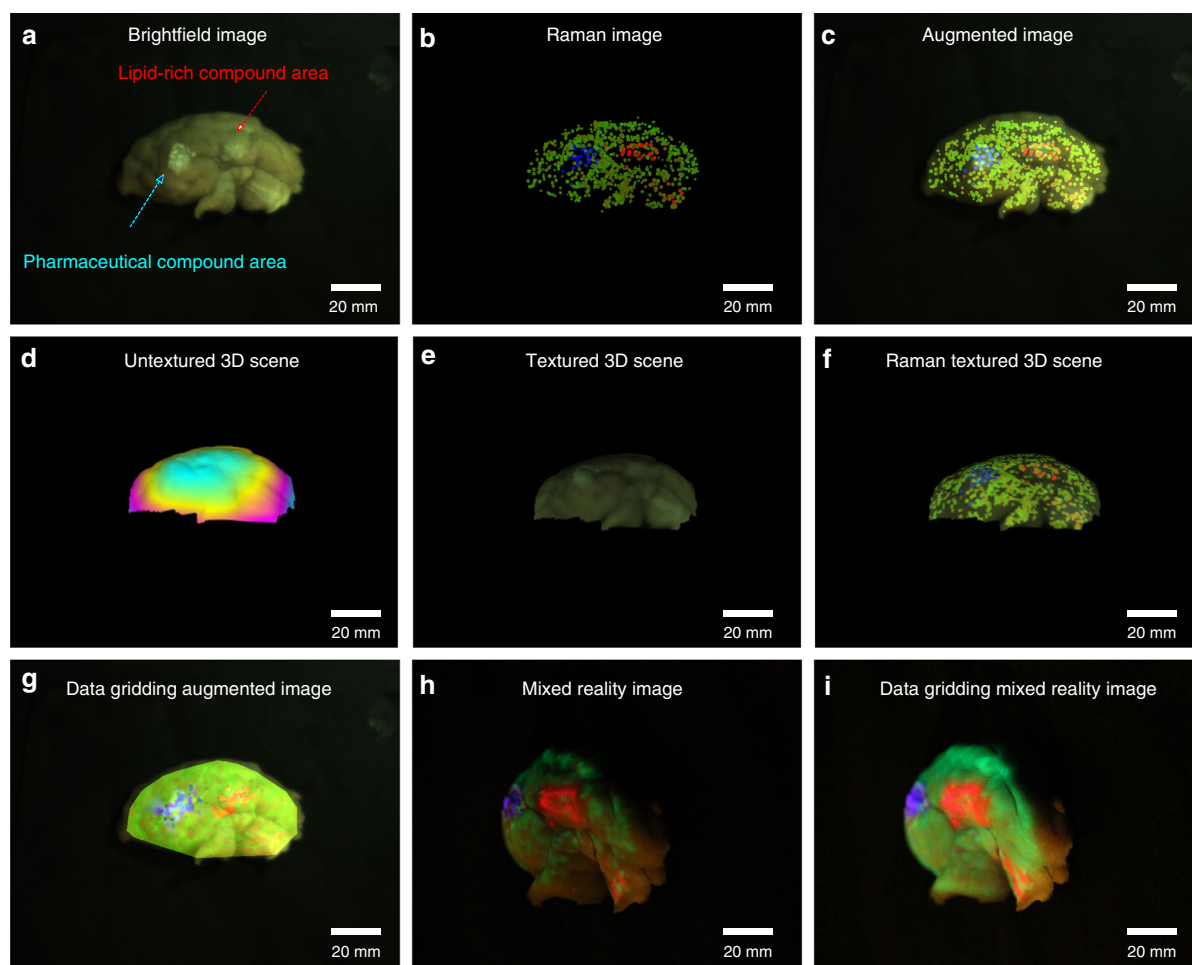 a Brightfield image
Lipid-rich compound area
Pharmaceutical compound area
20 mm
b Raman image
20 mm
c Augmented image
20 mm
d Untextured 3D scene
20 mm
e Textured 3D scene
20 mm
f Raman textured 3D scene
20 mm
g Data gridding augmented image
20 mm
h Mixed reality image
20 mm
i Data gridding mixed reality image
20 mm